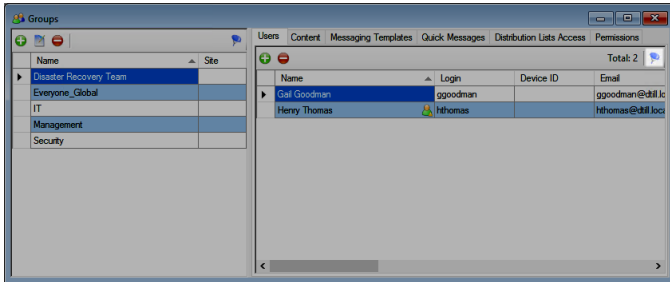 Groups
Users Content Messaging Templates Quick Messages Distribution Lists Access Permissions
Total: 2
Name Site
Disaster Recovery Team
Everyone_Global
IT
Management
Security
Name Login Device ID Email
Gail Goodman ggoodman ggoodman@dtill.lo
Henry Thomas hthomas hthomas@dtill.loca